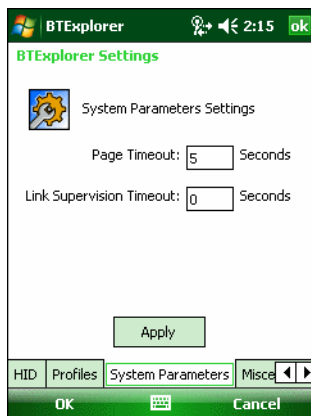 BTExplorer 2:15 ok
BTExplorer Settings
System Parameters Settings
Page Timeout: 5 Seconds
Link Supervision Timeout: 0 Seconds
Apply
HID Profiles System Parameters Misce
OK Cancel